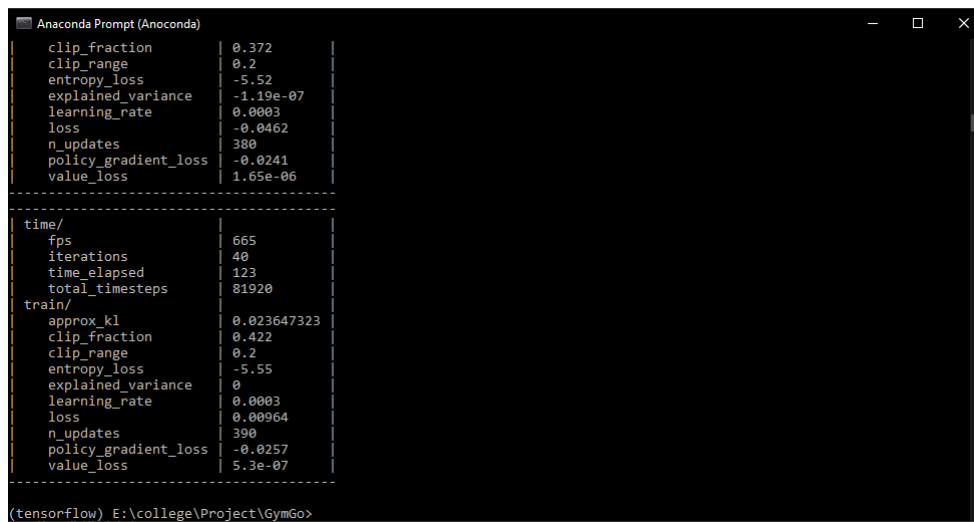 Anaconda Prompt (Anoconda)
| clip_fraction | 0.372 |
| clip_range | 0.2 |
| entropy_loss | -5.52 |
| explained_variance | -1.19e-07 |
| learning_rate | 0.0003 |
| loss | -0.0462 |
| n_updates | 380 |
| policy_gradient_loss | -0.0241 |
| value_loss | 1.65e-06 |
-----------------------------------------
-----------------------------------------
| time/ | |
| fps | 665 |
| iterations | 40 |
| time_elapsed | 123 |
| total_timesteps | 81920 |
| train/ | |
| approx_kl | 0.023647323 |
| clip_fraction | 0.422 |
| clip_range | 0.2 |
| entropy_loss | -5.55 |
| explained_variance | 0 |
| learning_rate | 0.0003 |
| loss | 0.00964 |
| n_updates | 390 |
| policy_gradient_loss | -0.0257 |
| value_loss | 5.3e-07 |
-----------------------------------------
(tensorflow) E:\college\Project\GymGo>